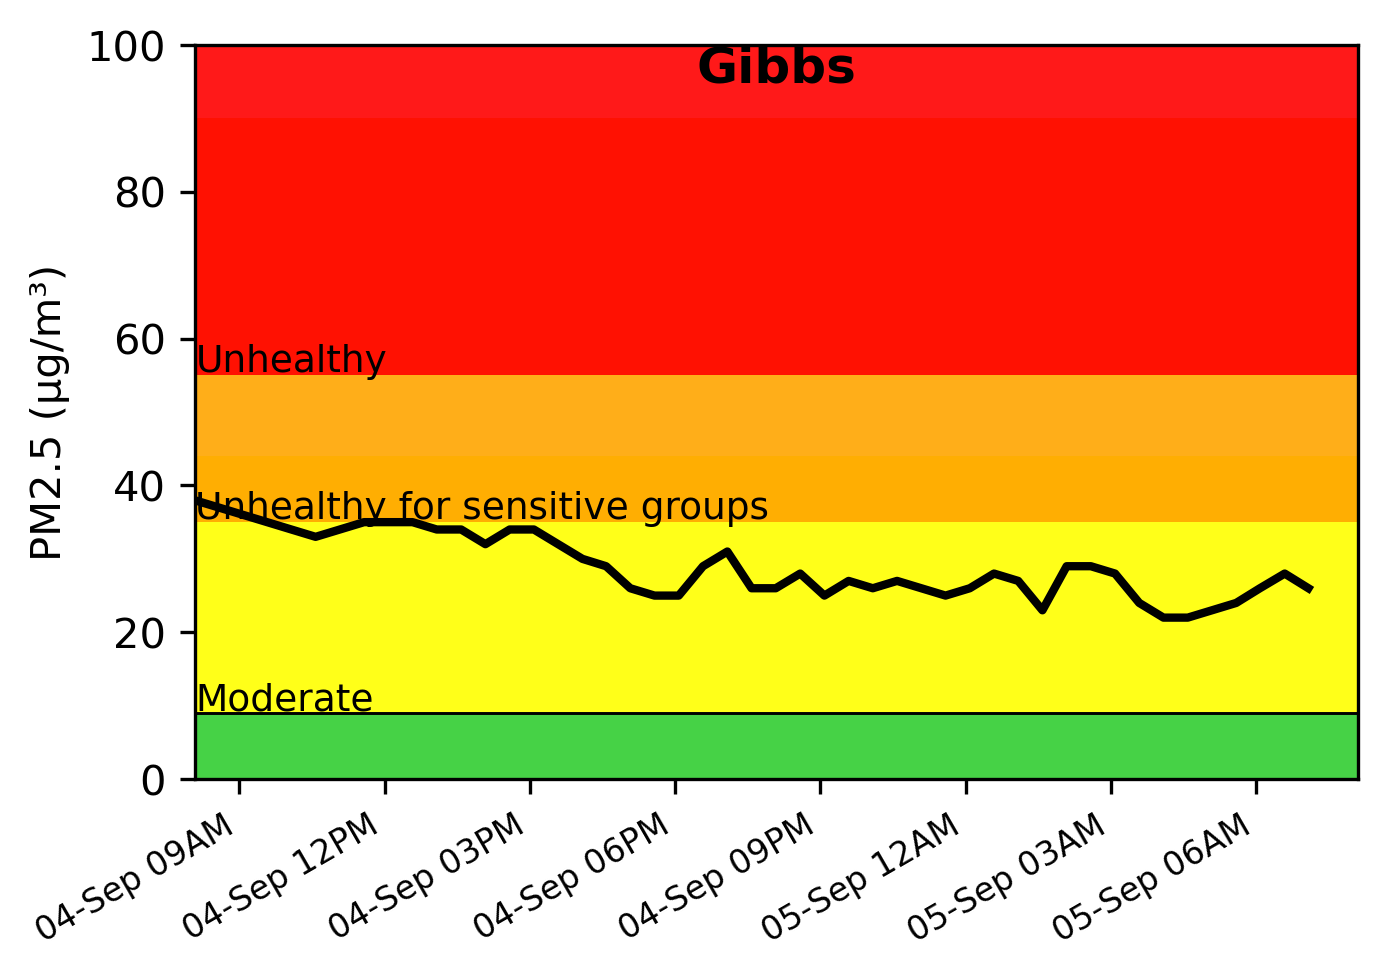 Gibbs
PM2.5 (µg/m³)
100
80
60
40
20
0
Unhealthy
Unhealthy for sensitive groups
Moderate
04-Sep 09AM
04-Sep 12PM
04-Sep 03PM
04-Sep 06PM
04-Sep 09PM
05-Sep 12AM
05-Sep 03AM
05-Sep 06AM